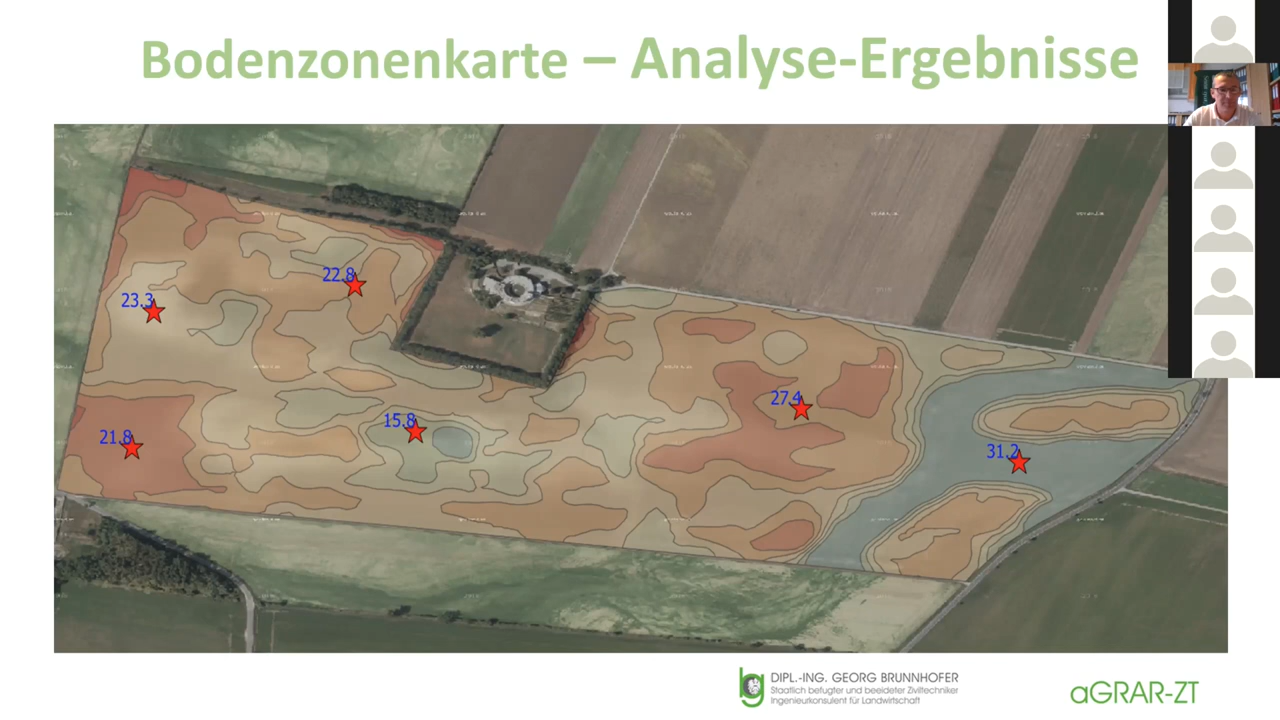 Bodenzonenkarte – Analyse-Ergebnisse
22.8
23.3
27.4
15.8
21.8
31.2
DIPL.-ING. GEORG BRUNNHOFER
Staatlich befugter und beeideter Ziviltechniker
Ingenieurkonsulent für Landwirtschaft
aGRAR-ZT